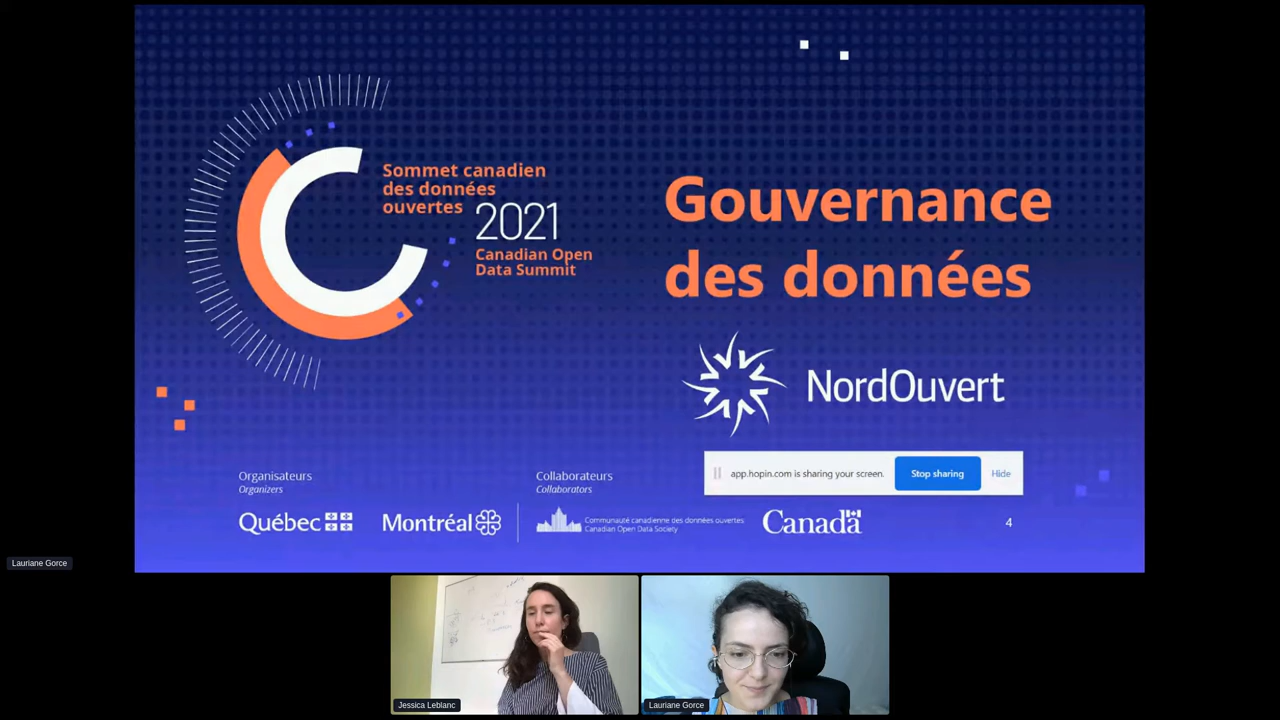 Sommet canadien
des données
ouvertes
2021
Canadian Open
Data Summit
Gouvernance
des données
NordOuvert
app.hopin.com is sharing your screen.
Stop sharing
Hide
Organisateurs
Organizers
Collaborateurs
Collaborators
Québec
Montréal
Communauté canadienne des données ouvertes
Canadian Open Data Society
Canada
4
Lauriane Gorce
Jessica Leblanc
Lauriane Gorce